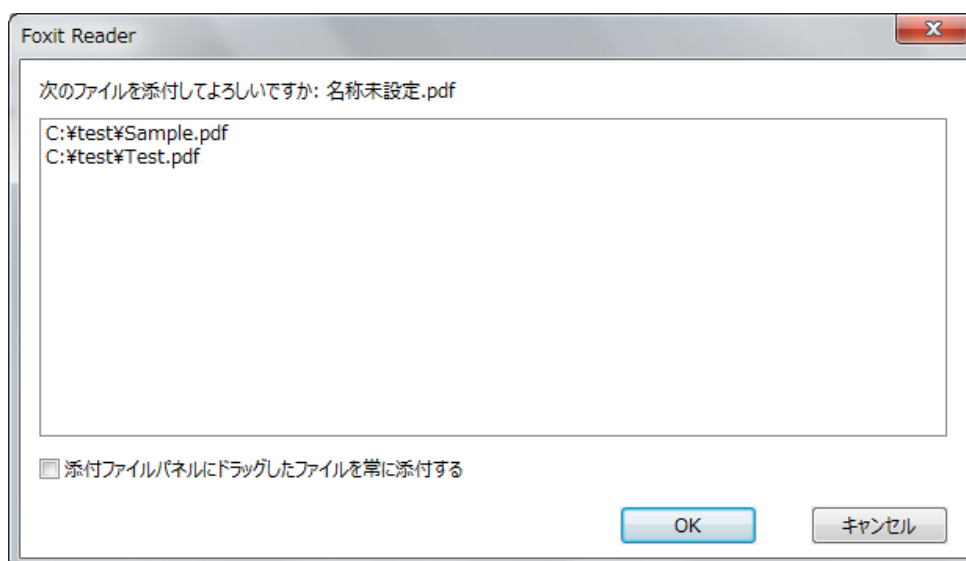 Foxit Reader
次のファイルを添付してよろしいですか: 名称未設定.pdf
C:¥test¥Sample.pdf
C:¥test¥Test.pdf
添付ファイルパネルにドラッグしたファイルを常に添付する
OK キャンセル